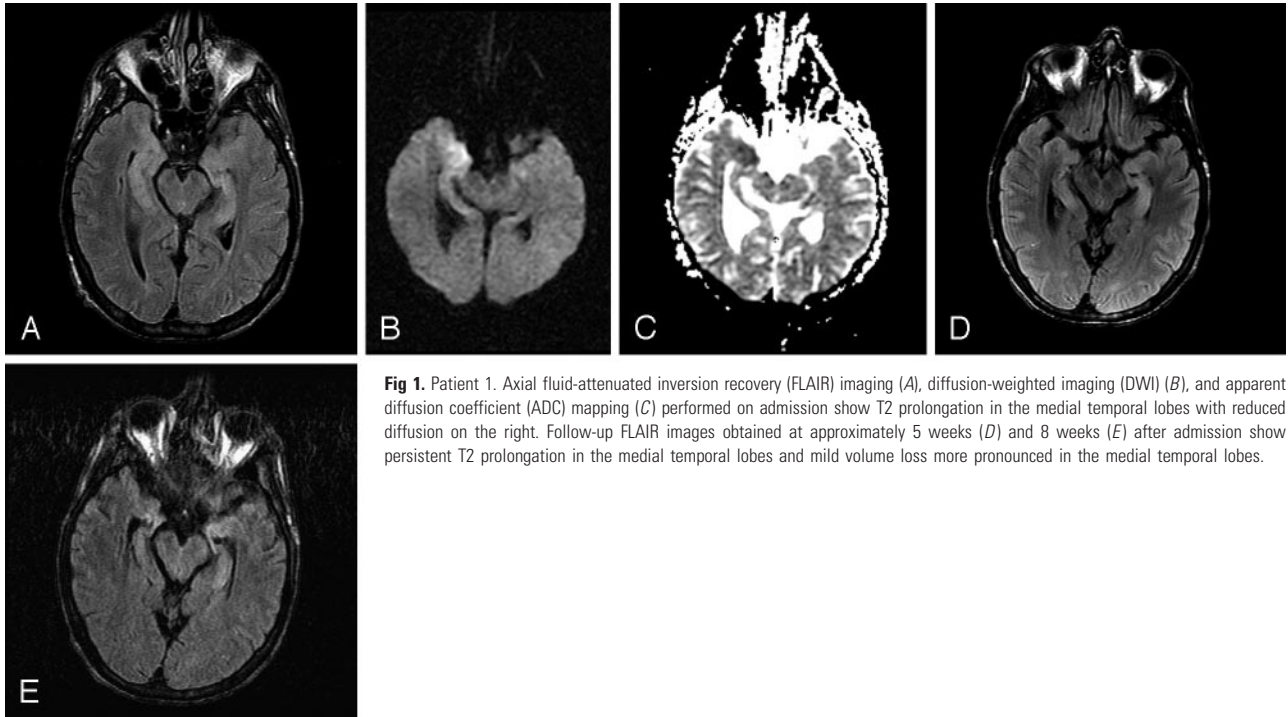 A
B
C
D
Fig 1. Patient 1. Axial fluid-attenuated inversion recovery (FLAIR) imaging (A), diffusion-weighted imaging (DWI) (B), and apparent
diffusion coefficient (ADC) mapping (C) performed on admission show T2 prolongation in the medial temporal lobes with reduced
diffusion on the right. Follow-up FLAIR images obtained at approximately 5 weeks (D) and 8 weeks (E) after admission show
persistent T2 prolongation in the medial temporal lobes and mild volume loss more pronounced in the medial temporal lobes.
E